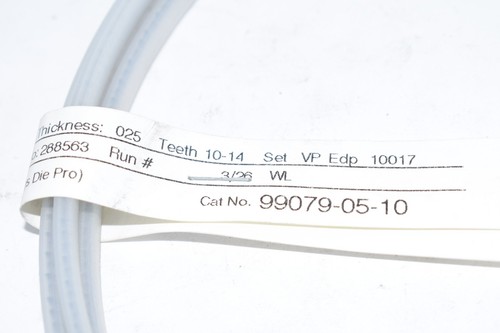 Thickness: 025 Teeth 10-14 Set VP Edp 10017
288563 Run # 3/26 WL
Die Pro)
Cat No. 99079-05-10